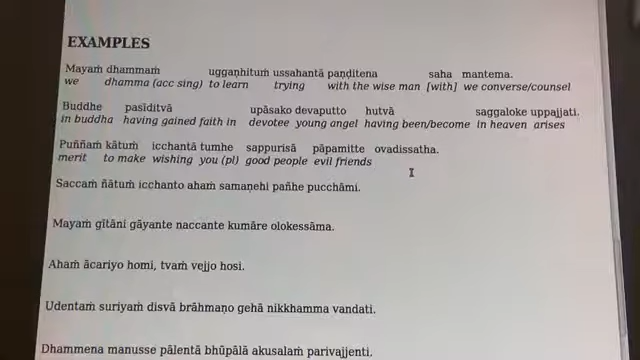 EXAMPLES
Mayaṁ dhammaṁ uggaṇhituṁ ussahantā paṇḍitena saha mantema.
we dhamma (acc sing) to learn trying with the wise man [with] we converse/counsel
Buddhe pasīditvā upāsako devaputto hutvā saggaloke uppajjati.
in buddha having gained faith in devotee young angel having been/become in heaven arises
Puññaṁ kātuṁ icchantā tumhe sappurisā pāpamitte ovadissatha.
merit to make wishing you (pl) good people evil friends
Saccaṁ ñātuṁ icchanto ahaṁ samaṇehi pañhe pucchāmi.
Mayaṁ gītāni gāyante naccante kumāre olokessāma.
Ahaṁ ācariyo homi, tvaṁ vejjo hosi.
Udentaṁ suriyaṁ disvā brāhmaṇo gehā nikkhamma vandati.
Dhammena manusse pālentā bhūpālā akusalaṁ parivajjenti.